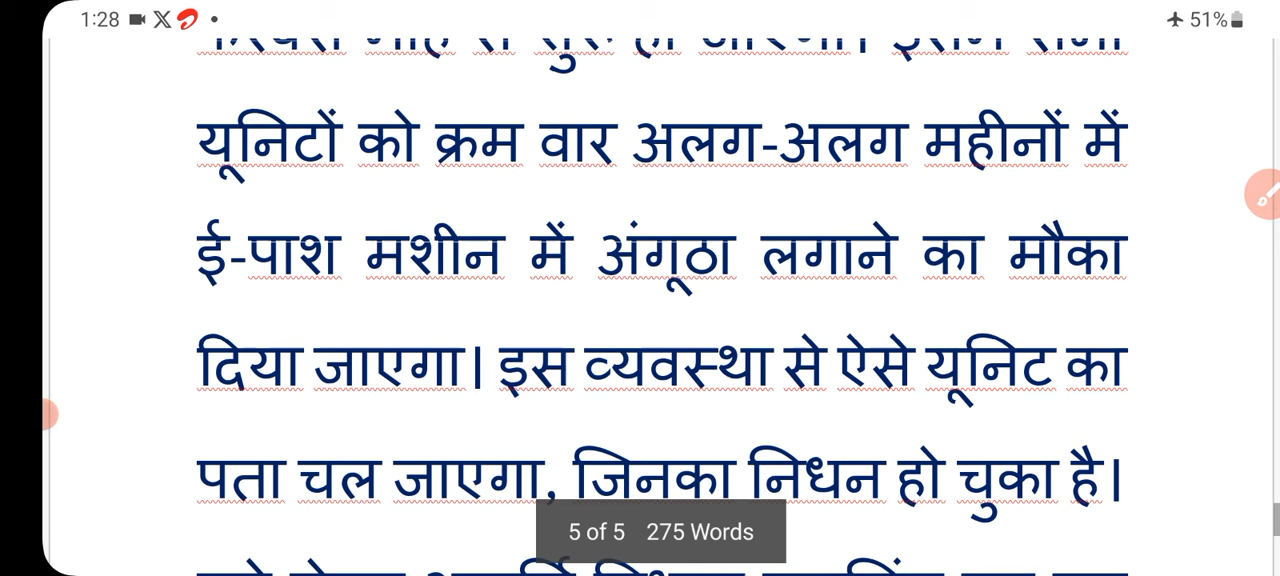 1:28
51%
यूनिटों को क्रम वार अलग-अलग महीनों में
ई-पाश मशीन में अंगूठा लगाने का मौका
दिया जाएगा। इस व्यवस्था से ऐसे यूनिट का
पता चल जाएगा, जिनका निधन हो चुका है।
5 of 5 275 Words